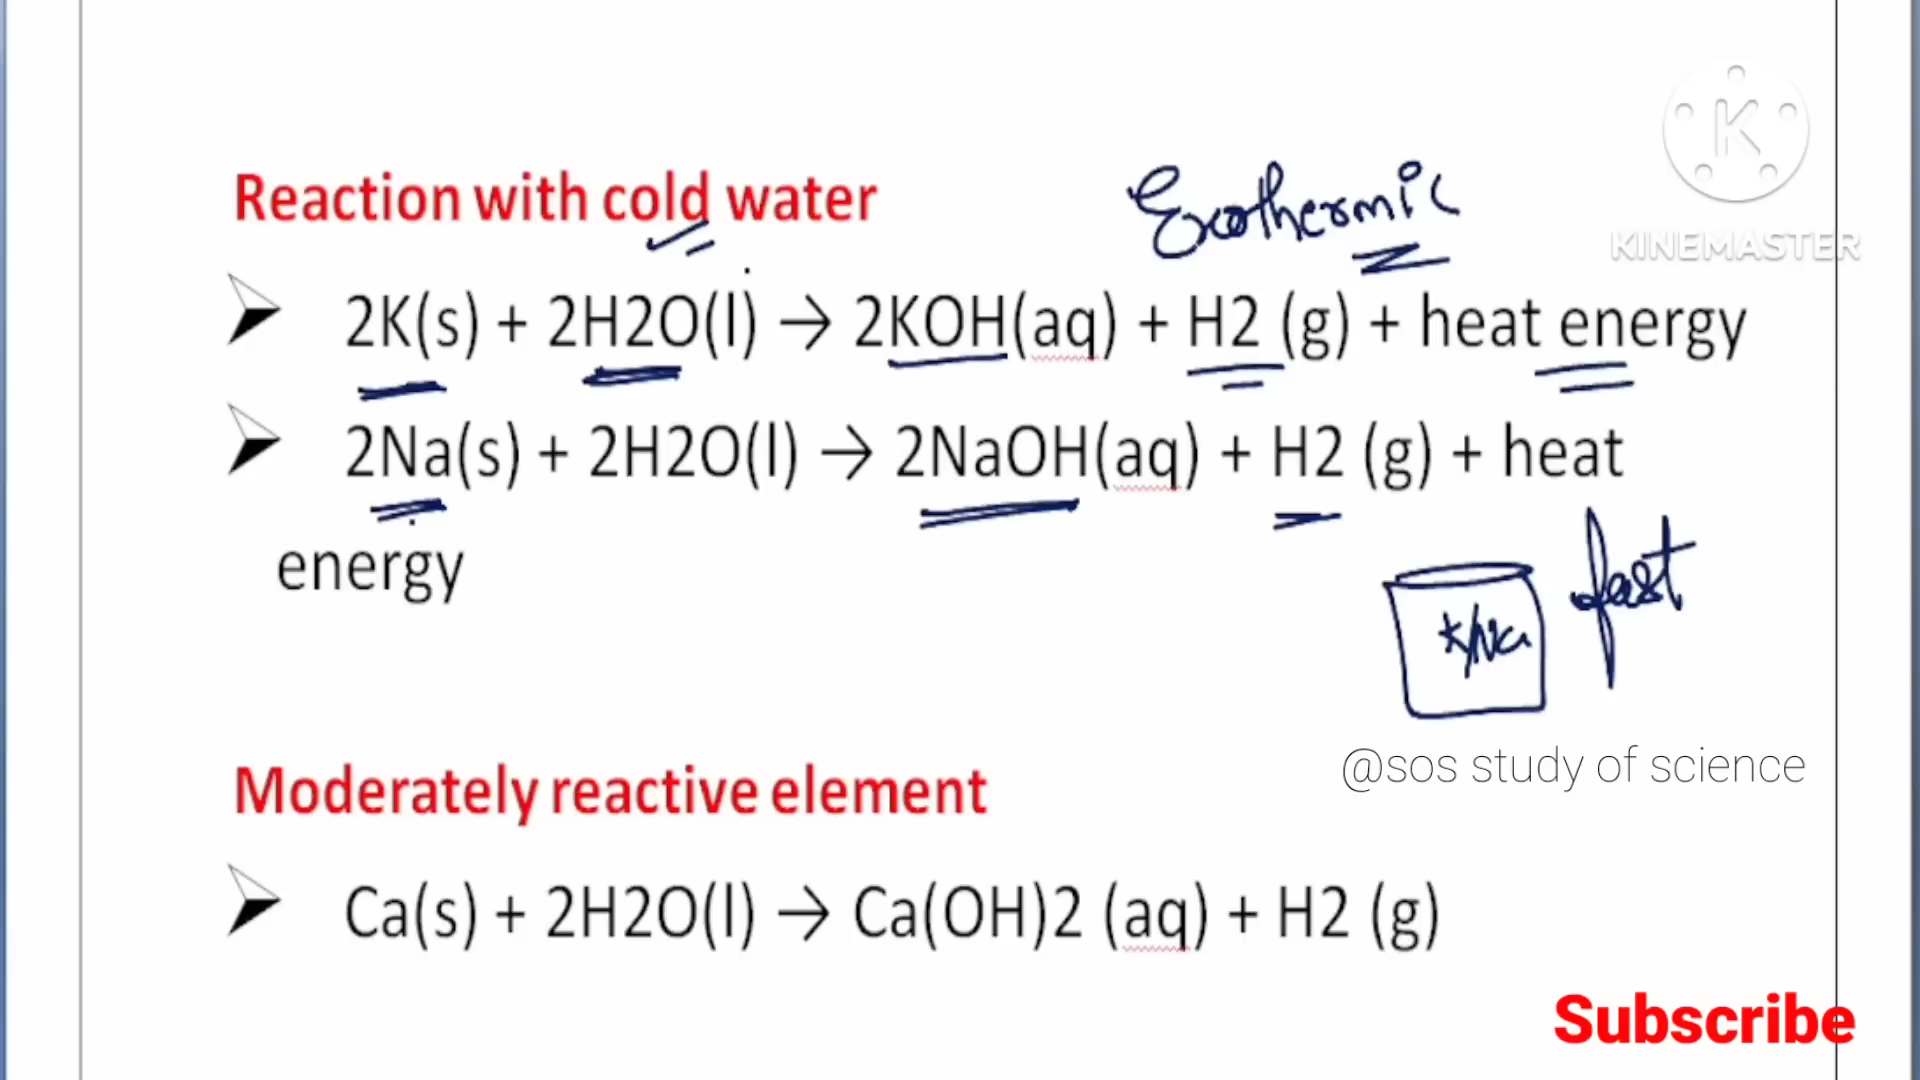 K
KINEMASTER
Reaction with cold water
Exothermic
2K(s) + 2H2O(l) → 2KOH(aq) + H2 (g) + heat energy
2Na(s) + 2H2O(l) → 2NaOH(aq) + H2 (g) + heat
energy
fast
K/Na
@sos study of science
Moderately reactive element
Ca(s) + 2H2O(l) → Ca(OH)2 (aq) + H2 (g)
Subscribe